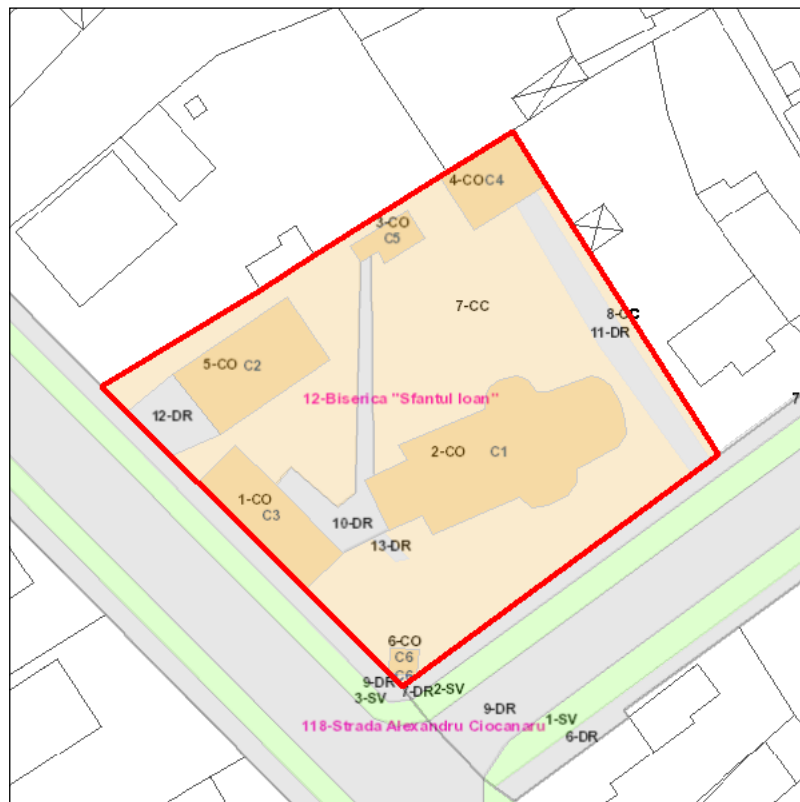 4-COC4
3-CO
C5
7-CC
8-CC
11-DR
5-CO C2
12-Biserica "Sfantul Ioan"
12-DR
2-CO C1
1-CO
C3
10-DR
13-DR
6-CO
C6
C6
9-DR
7-DR
2-SV
3-SV
9-DR
118-Strada Alexandru Ciocanaru
1-SV
6-DR
7